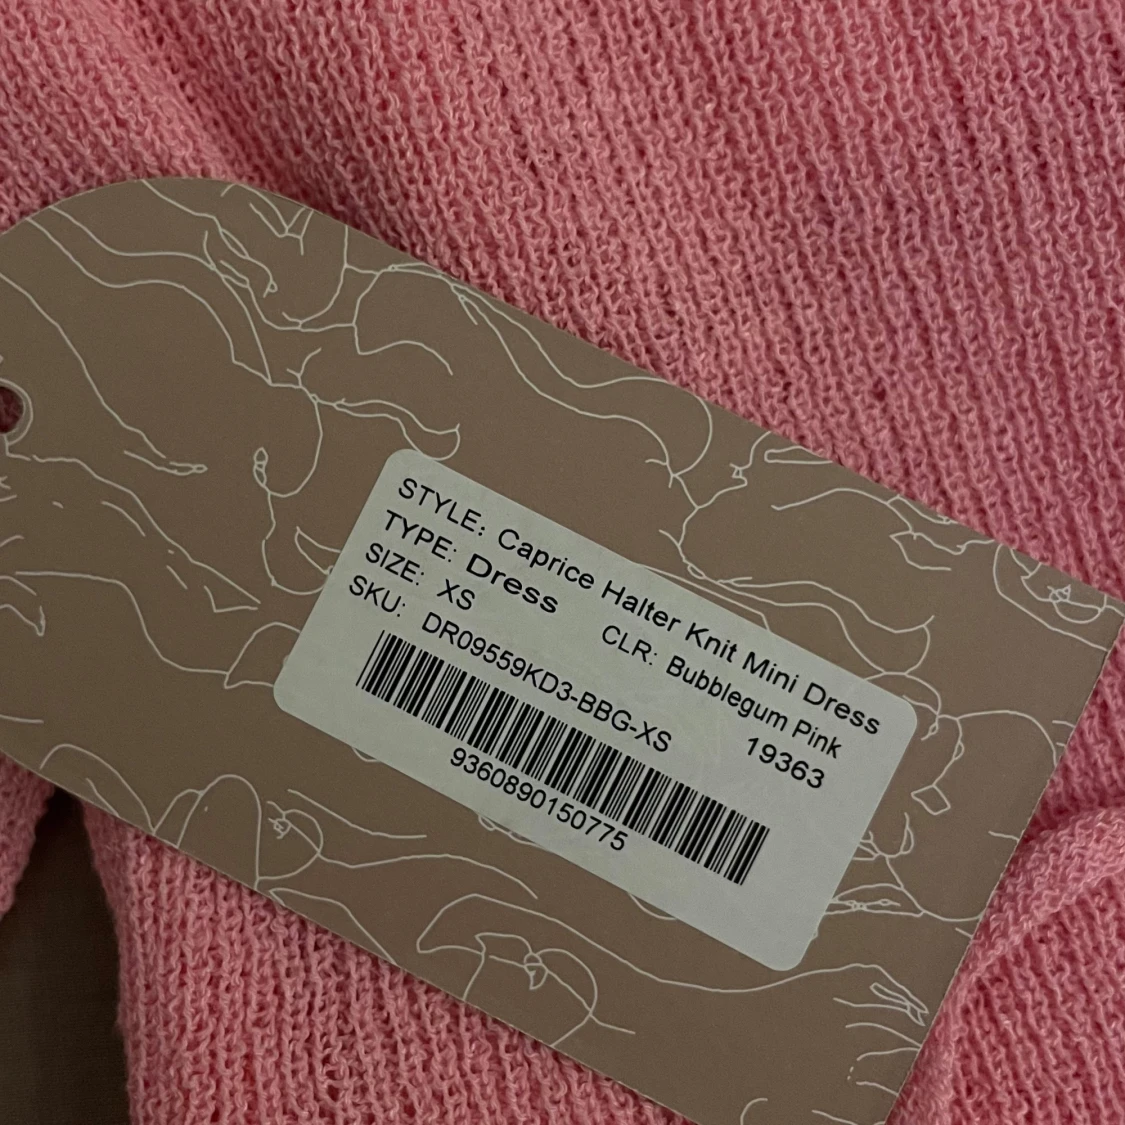 STYLE: Caprice Halter Knit Mini Dress
TYPE: Dress
SIZE: XS CLR: Bubblegum Pink
SKU: DR09559KD3-BBG-XS 19363
9360890150775